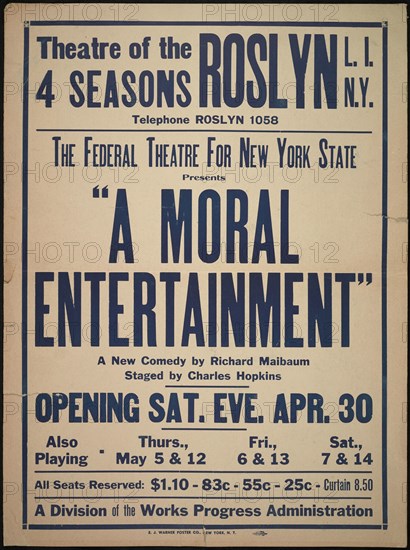 Theatre of the
4 SEASONS
ROSLYN
L. I.
N.Y.
Telephone ROSLYN 1058
THE FEDERAL THEATRE FOR NEW YORK STATE
Presents
"A MORAL
ENTERTAINMENT"
A New Comedy by Richard Maibaum
Staged by Charles Hopkins
OPENING SAT. EVE. APR. 30
Also Playing - Thurs., May 5 & 12 Fri., 6 & 13 Sat., 7 & 14
All Seats Reserved: $1.10 - 83c - 55c - 25c - Curtain 8.50
A Division of the Works Progress Administration
PHOTO 12